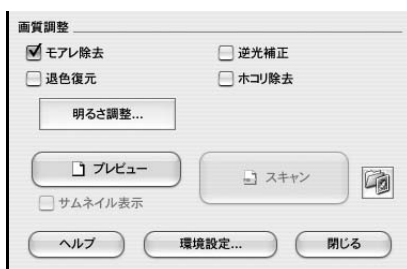 画質調整
モアレ除去 逆光補正
退色復元 ホコリ除去
明るさ調整...
プレビュー スキャン
サムネイル表示
ヘルプ 環境設定... 閉じる